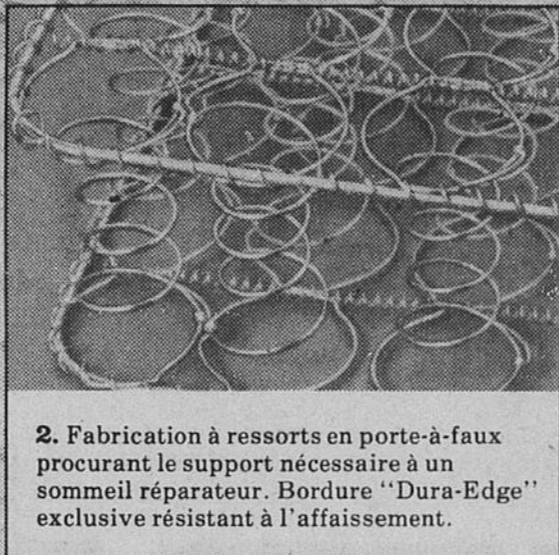 2. Fabrication à ressorts en porte-à-faux
procurant le support nécessaire à un
sommeil réparateur. Bordure "Dura-Edge"
exclusive résistant à l'affaissement.